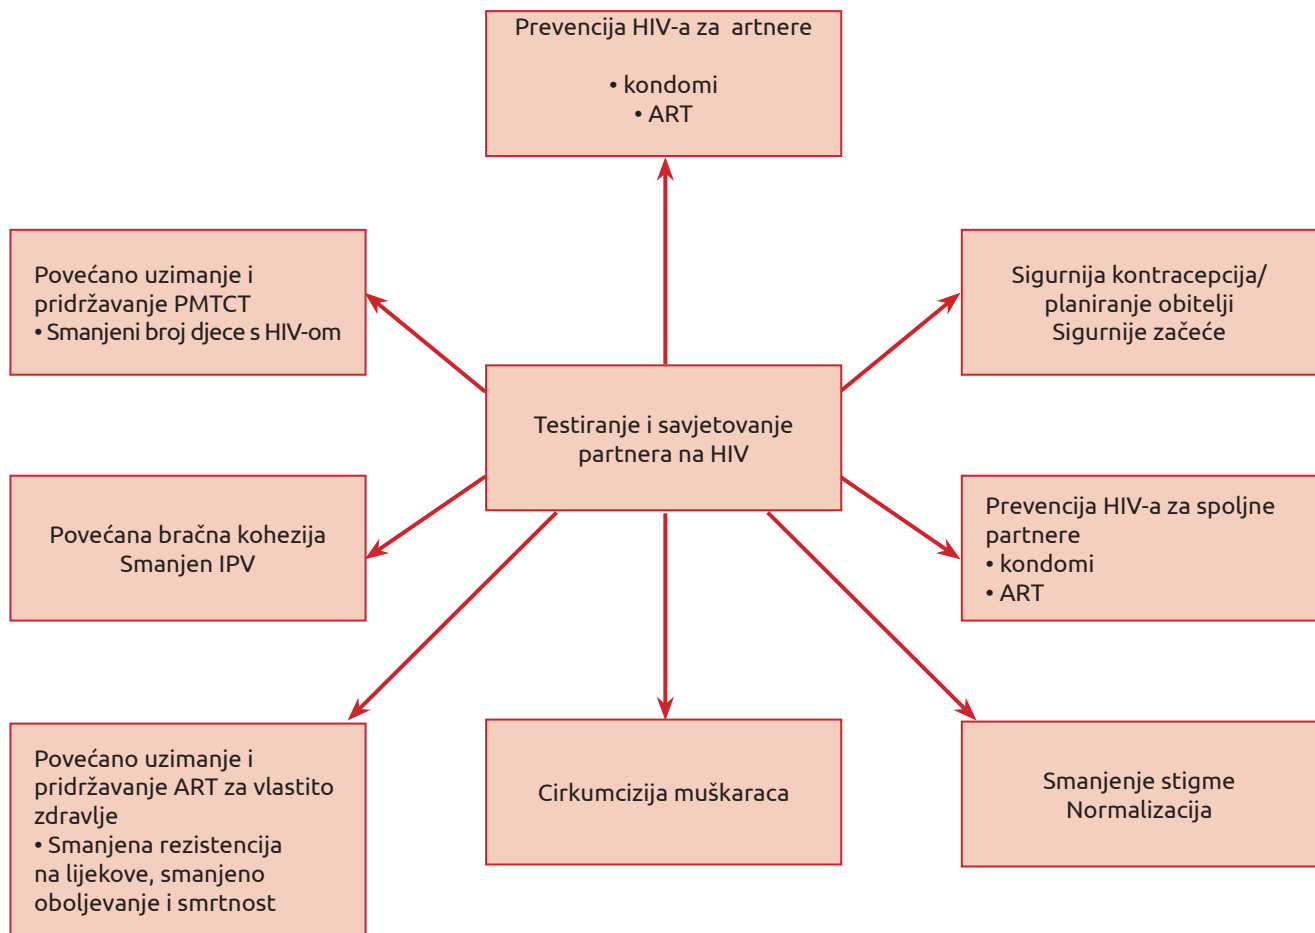 Prevencija HIV-a za  artnere
• kondomi
• ART
Povećano uzimanje i
pridržavanje PMTCT
• Smanjeni broj djece s HIV-om
Sigurnija kontracepcija/
planiranje obitelji
Sigurnije začeće
Testiranje i savjetovanje
partnera na HIV
Povećana bračna kohezija
Smanjen IPV
Prevencija HIV-a za spoljne
partnere
• kondomi
• ART
Povećano uzimanje i
pridržavanje ART za vlastito
zdravlje
• Smanjena rezistencija
na lijekove, smanjeno
oboljevanje i smrtnost
Cirkumcizija muškaraca
Smanjenje stigme
Normalizacija